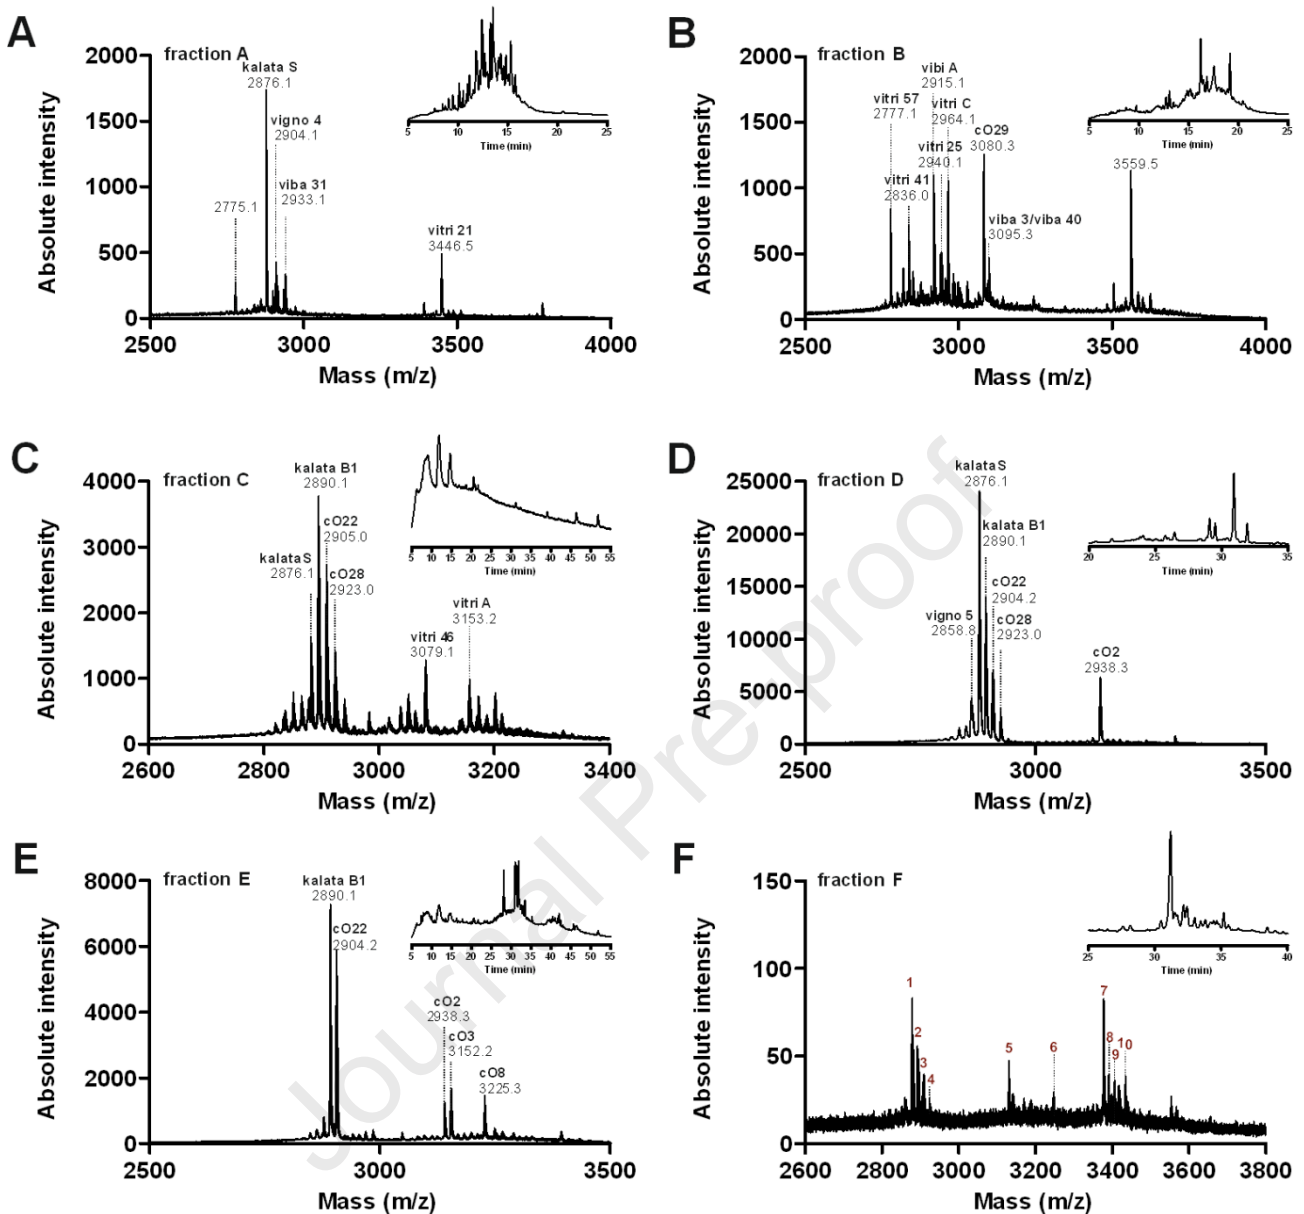 A
fraction A
kalata S
2876.1
vigno 4
2904.1
viba 31
2933.1
2775.1
vitri 21
3446.5
2000
1500
1000
500
0
Absolute intensity
2500 3000 3500 4000
Mass (m/z)
5 10 15 20 25
Time (min)
B
fraction B
vibi A
2915.1
vitri 57
2777.1
vitri C
2964.1
cO29
3080.3
vitri 25
2940.1
vitri 41
2836.0
viba 3/viba 40
3095.3
3559.5
2000
1500
1000
500
0
Absolute intensity
2500 3000 3500 4000
Mass (m/z)
5 10 15 20 25
Time (min)
C
fraction C
kalata B1
2890.1
cO22
2905.0
kalata S
2876.1
cO28
2923.0
vitri A
3153.2
vitri 46
3079.1
4000
3000
2000
1000
0
Absolute intensity
2600 2800 3000 3200 3400
Mass (m/z)
5 10 15 20 25 30 35 40 45 50 55
Time (min)
D
fraction D
kalata S
2876.1
kalata B1
2890.1
cO22
2904.2
vigno 5
2858.8
cO28
2923.0
cO2
2938.3
25000
20000
15000
10000
5000
0
Absolute intensity
2500 3000 3500
Mass (m/z)
20 25 30 35
Time (min)
E
fraction E
kalata B1
2890.1
cO22
2904.2
cO2
2938.3
cO3
3152.2
cO8
3225.3
8000
6000
4000
2000
0
Absolute intensity
2500 3000 3500
Mass (m/z)
5 10 15 20 25 30 35 40 45 50 55
Time (min)
F
fraction F
1
2
3
4
5
6
7
8
9
10
150
100
50
0
Absolute intensity
2600 2800 3000 3200 3400 3600 3800
Mass (m/z)
25 30 35 40
Time (min)
Journal Pre-proof